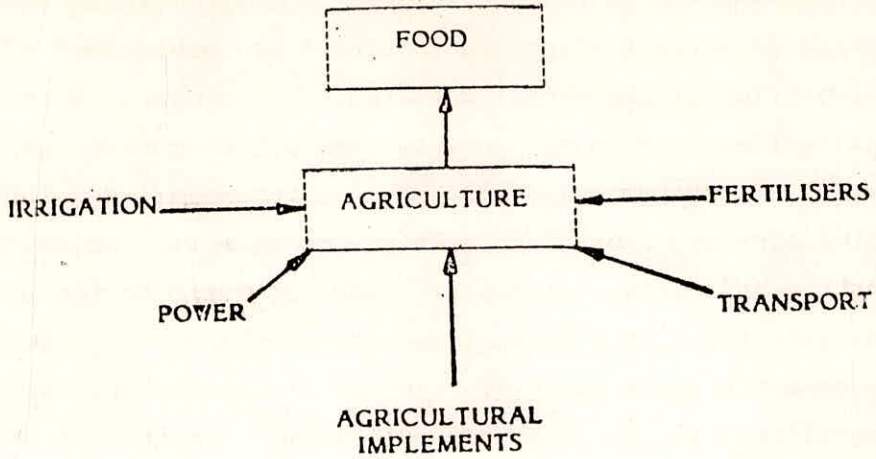 FOOD
IRRIGATION
AGRICULTURE
FERTILISERS
POWER
TRANSPORT
AGRICULTURAL
IMPLEMENTS